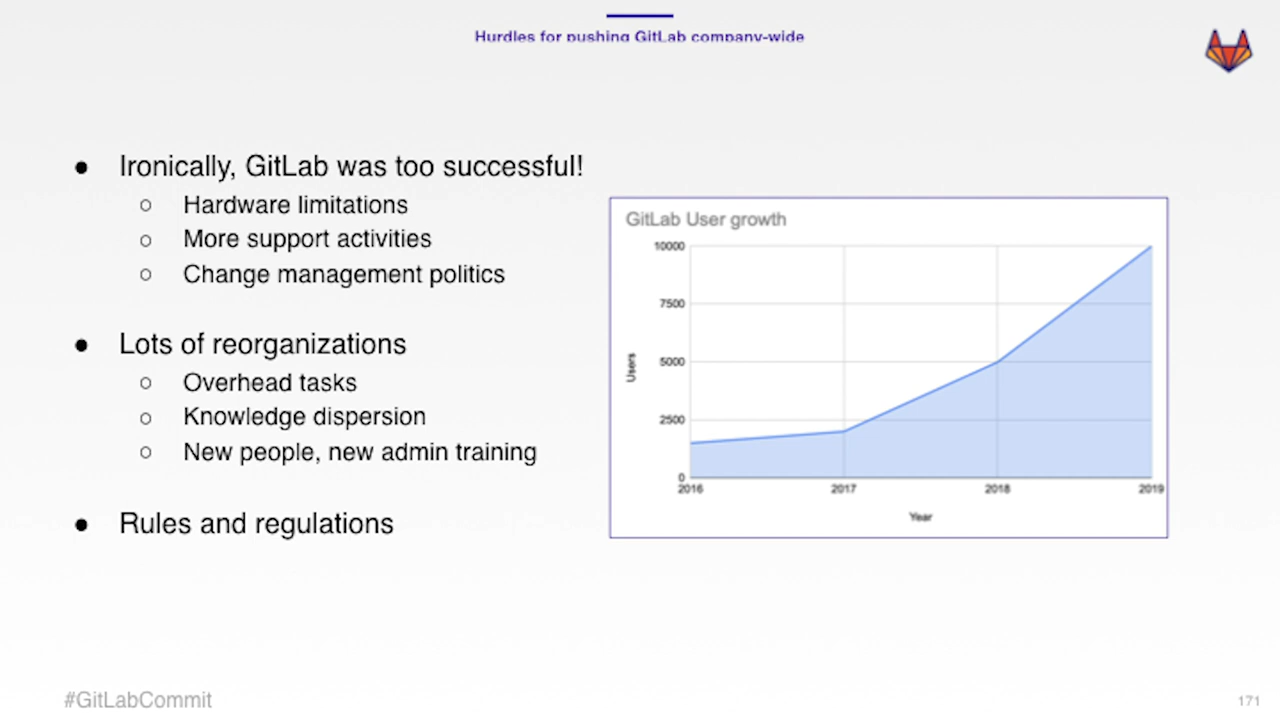 Hurdles for pushing GitLab company-wide
● Ironically, GitLab was too successful!
○ Hardware limitations
○ More support activities
○ Change management politics
● Lots of reorganizations
○ Overhead tasks
○ Knowledge dispersion
○ New people, new admin training
● Rules and regulations
GitLab User growth
10000
7500
5000
2500
0
Users
2016 2017 2018 2019
Year
#GitLabCommit
171